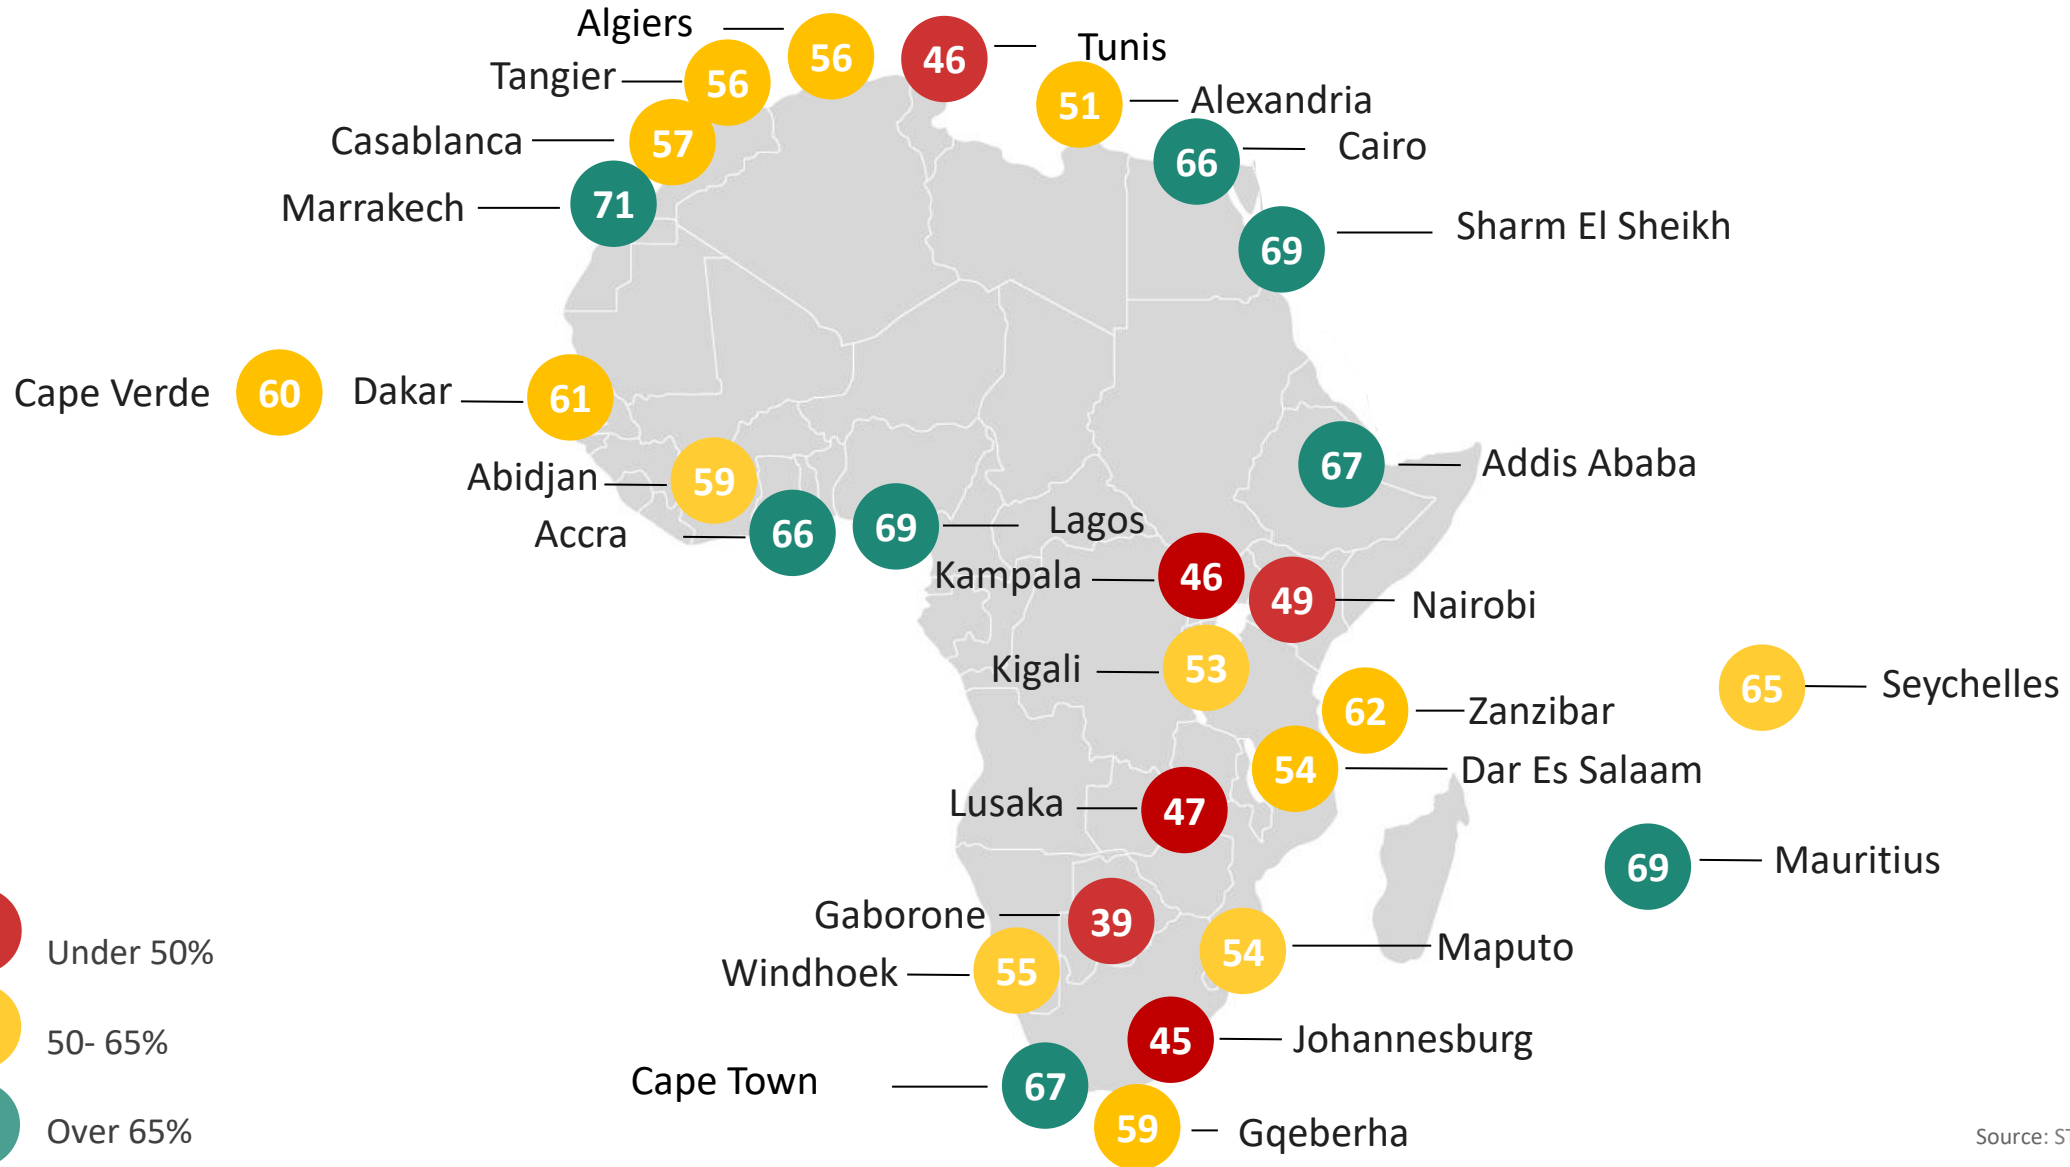 Algiers
56
46
Tunis
Tangier
56
51
Alexandria
Casablanca
57
66
Cairo
Marrakech
71
69
Sharm El Sheikh
Cape Verde
60
Dakar
61
Abidjan
59
67
Addis Ababa
Accra
66
69
Lagos
Kampala
46
49
Nairobi
Kigali
53
62
Zanzibar
65
Seychelles
54
Dar Es Salaam
Lusaka
47
69
Mauritius
Gaborone
39
54
Maputo
Windhoek
55
45
Johannesburg
Cape Town
67
59
Gqeberha
Under 50%
50- 65%
Over 65%
Source: